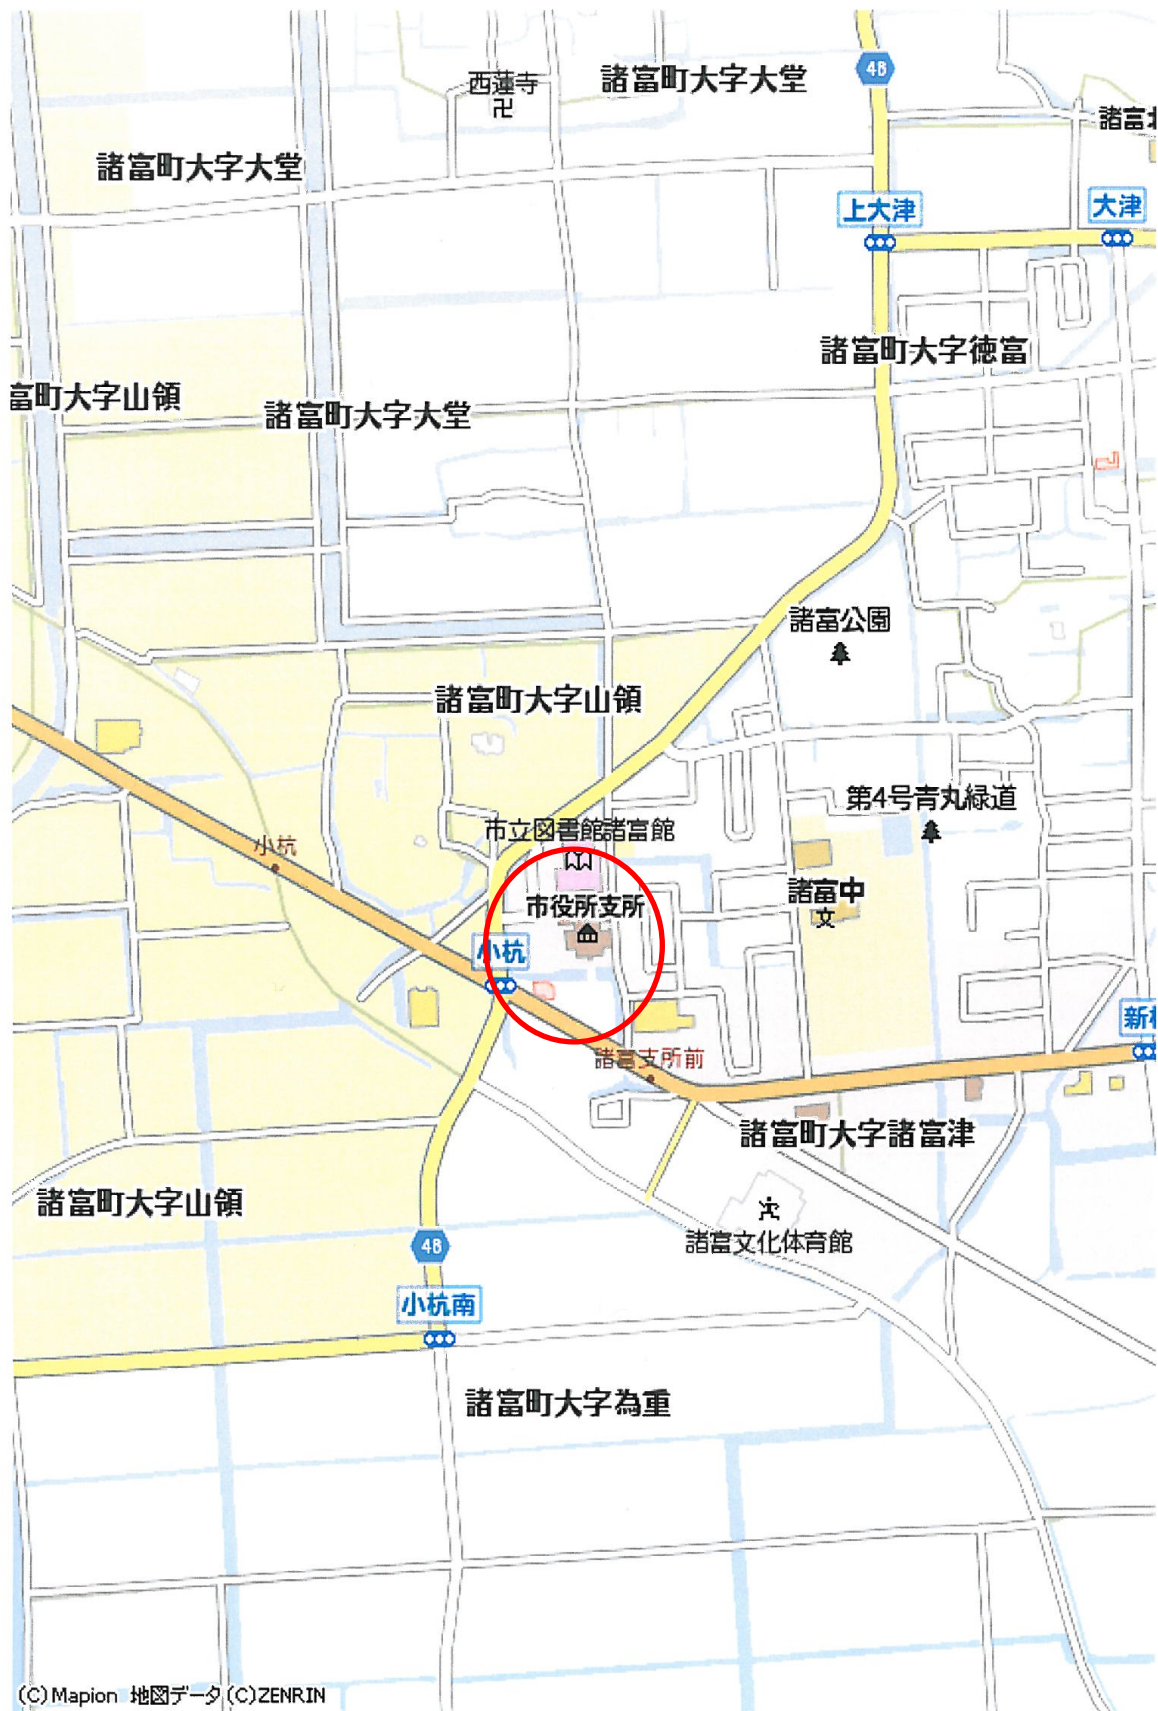 48
西蓮寺
諸富町大字大堂
諸富
諸富町大字大堂
上大津
大津
諸富町大字徳富
富町大字山領
諸富町大字大堂
諸富公園
諸富町大字山領
第4号青丸緑道
市立図書館諸富館
小杭
諸富中
文
市役所支所
小杭
新
諸富支所前
諸富町大字諸富津
諸富町大字山領
諸富文化体育館
48
小杭南
諸富町大字為重
(C)Mapion 地図データ(C)ZENRIN